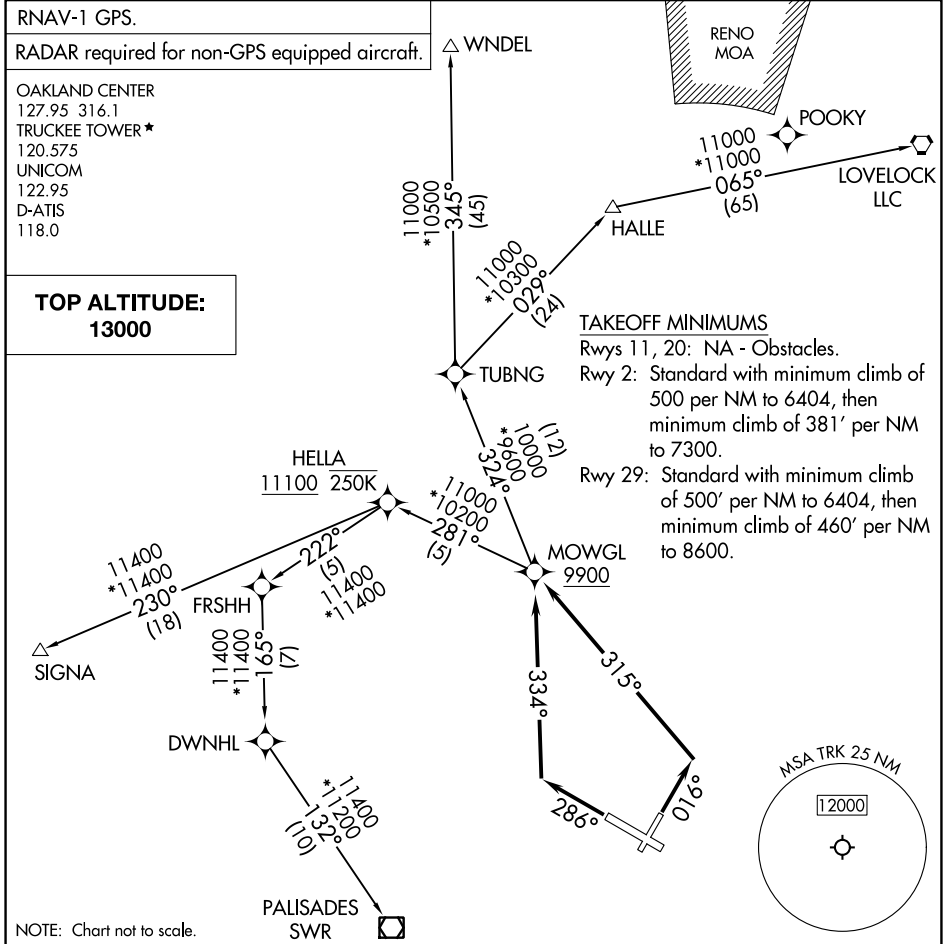 RNAV-1 GPS.
RADAR required for non-GPS equipped aircraft.
OAKLAND CENTER
127.95 316.1
TRUCKEE TOWER★
120.575
UNICOM
122.95
D-ATIS
118.0
TOP ALTITUDE:
13000
WNDEL
RENO
MOA
POOKY
LOVELOCK
LLC
11000
*11000
065°
(65)
HALLE
11000
*10500
345°
(45)
11000
*10300
029°
(24)
TUBNG
TAKEOFF MINIMUMS
Rwys 11, 20: NA - Obstacles.
Rwy 2: Standard with minimum climb of
500 per NM to 6404, then
minimum climb of 381' per NM
to 7300.
Rwy 29: Standard with minimum climb
of 500' per NM to 6404, then
minimum climb of 460' per NM
to 8600.
(12)
10000
*9600
324°
HELLA
11100 250K
11000
*10200
281°
(5)
MOWGL
9900
222°
(5)
11400
*11400
11400
*11400
230°
(18)
FRSHH
SIGNA
11400
*11400
165°
(7)
DWNHL
334°
315°
286°
016°
11400
*11200
132°
(10)
PALISADES
SWR
MSA TRK 25 NM
12000
NOTE: Chart not to scale.